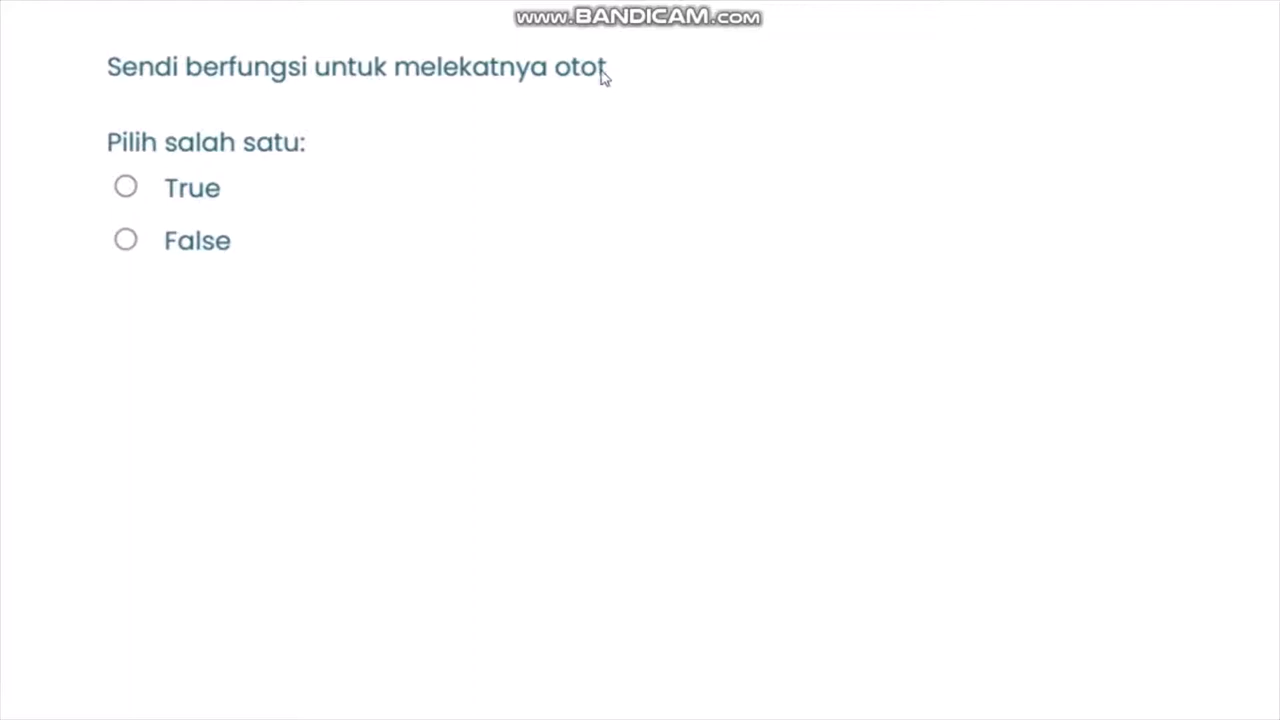 www.BANDICAM.com
Sendi berfungsi untuk melekatnya otot
Pilih salah satu:
True
False